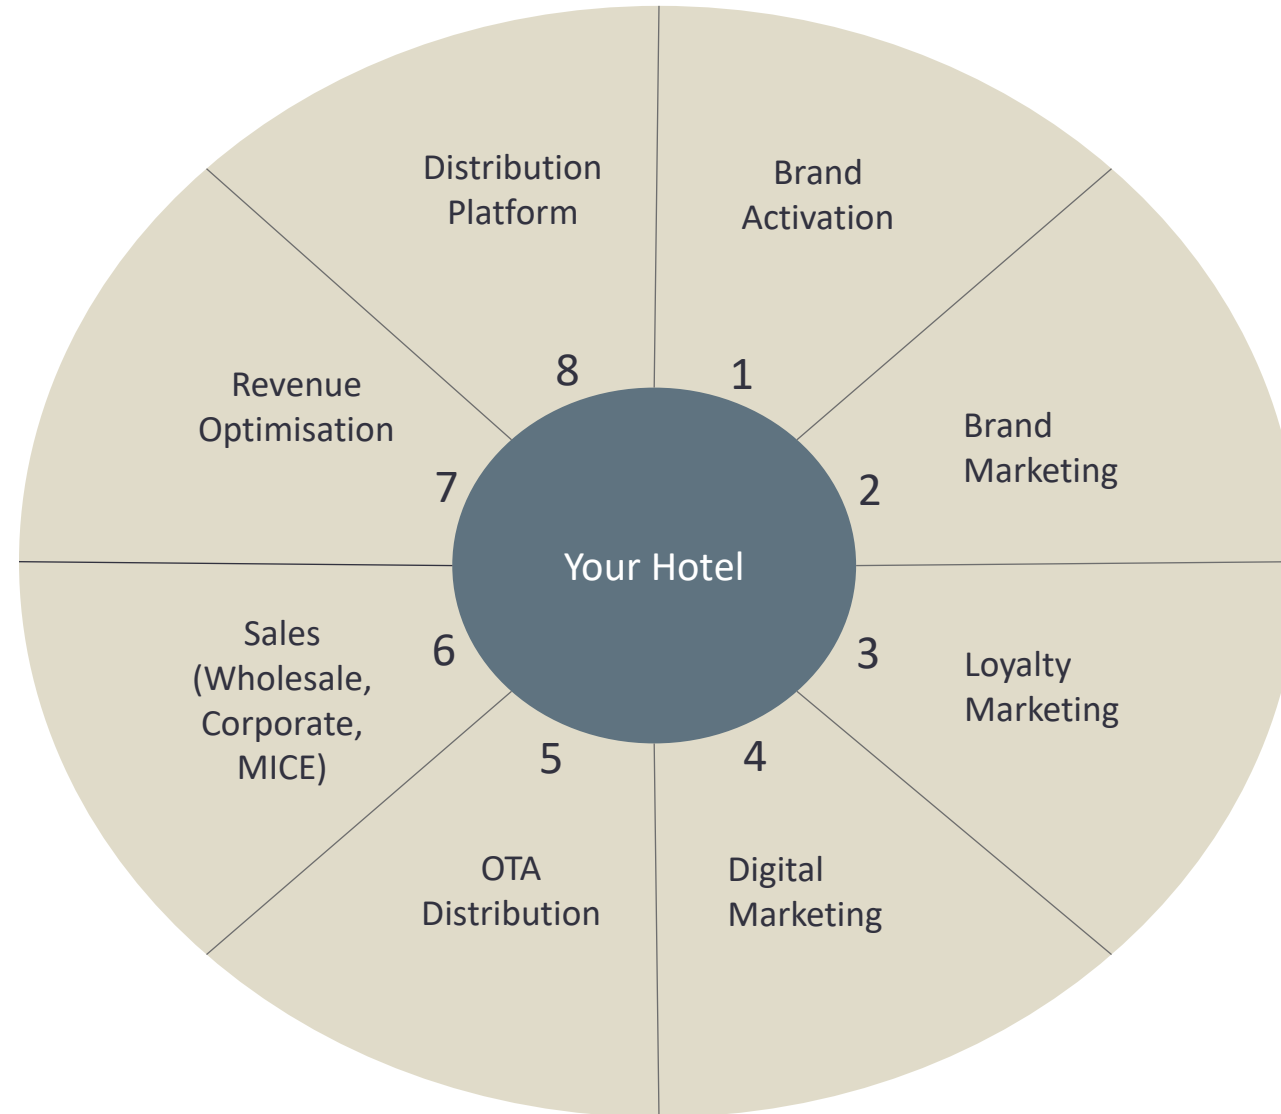 Distribution
Platform
Brand
Activation
8
1
Revenue
Optimisation
7
Brand
Marketing
2
Your Hotel
Sales
(Wholesale,
Corporate,
MICE)
6
3
Loyalty
Marketing
5
4
OTA
Distribution
Digital
Marketing